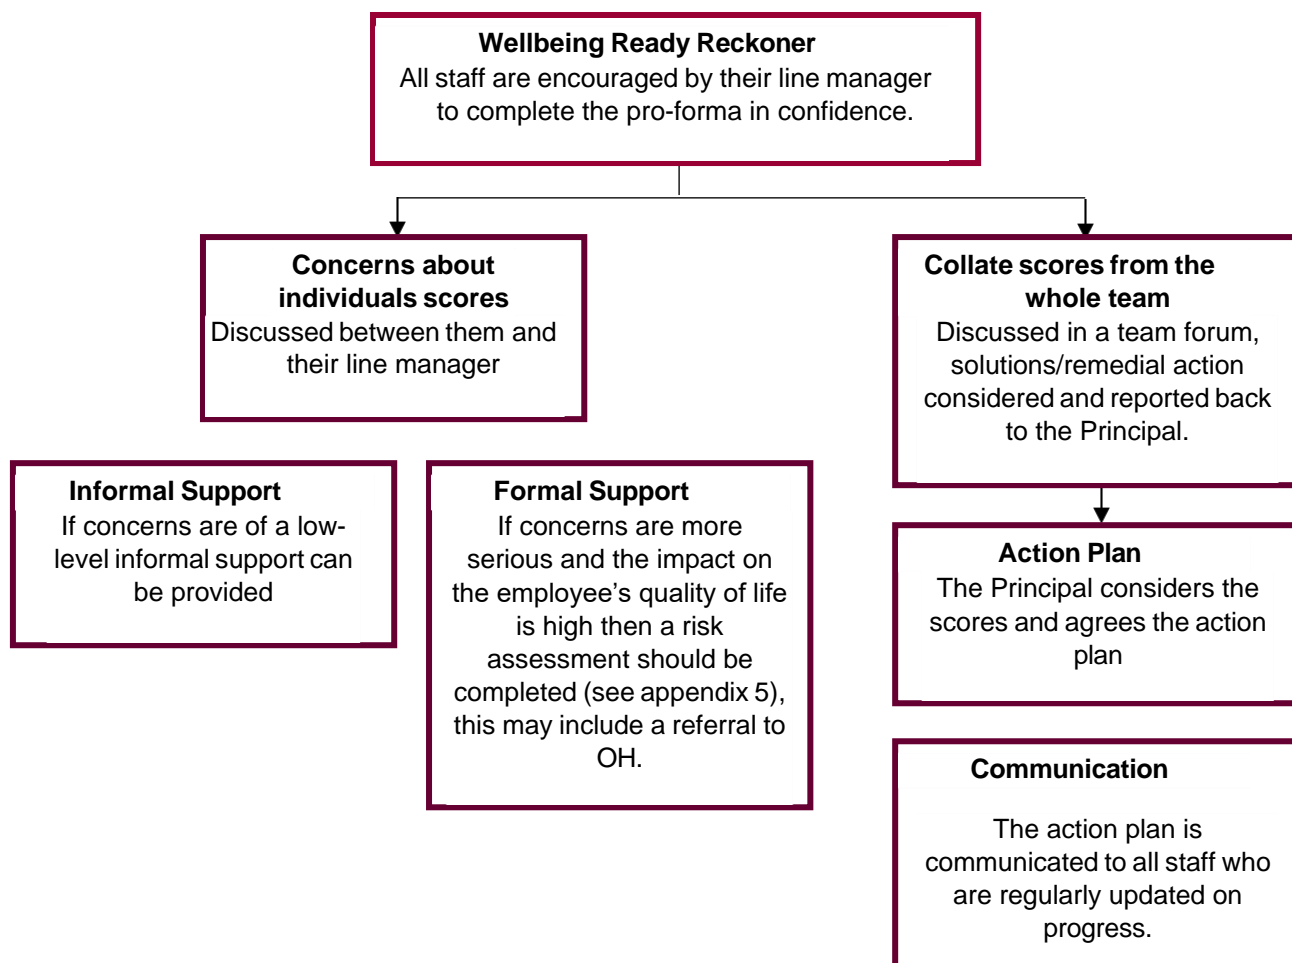 Wellbeing Ready Reckoner
All staff are encouraged by their line manager
to complete the pro-forma in confidence.
Concerns about
individuals scores
Discussed between them and
their line manager
Collate scores from the
whole team
Discussed in a team forum,
solutions/remedial action
considered and reported back
to the Principal.
Informal Support
If concerns are of a low-
level informal support can
be provided
Formal Support
If concerns are more
serious and the impact on
the employee’s quality of life
is high then a risk
assessment should be
completed (see appendix 5),
this may include a referral to
OH.
Action Plan
The Principal considers the
scores and agrees the action
plan
Communication
The action plan is
communicated to all staff who
are regularly updated on
progress.